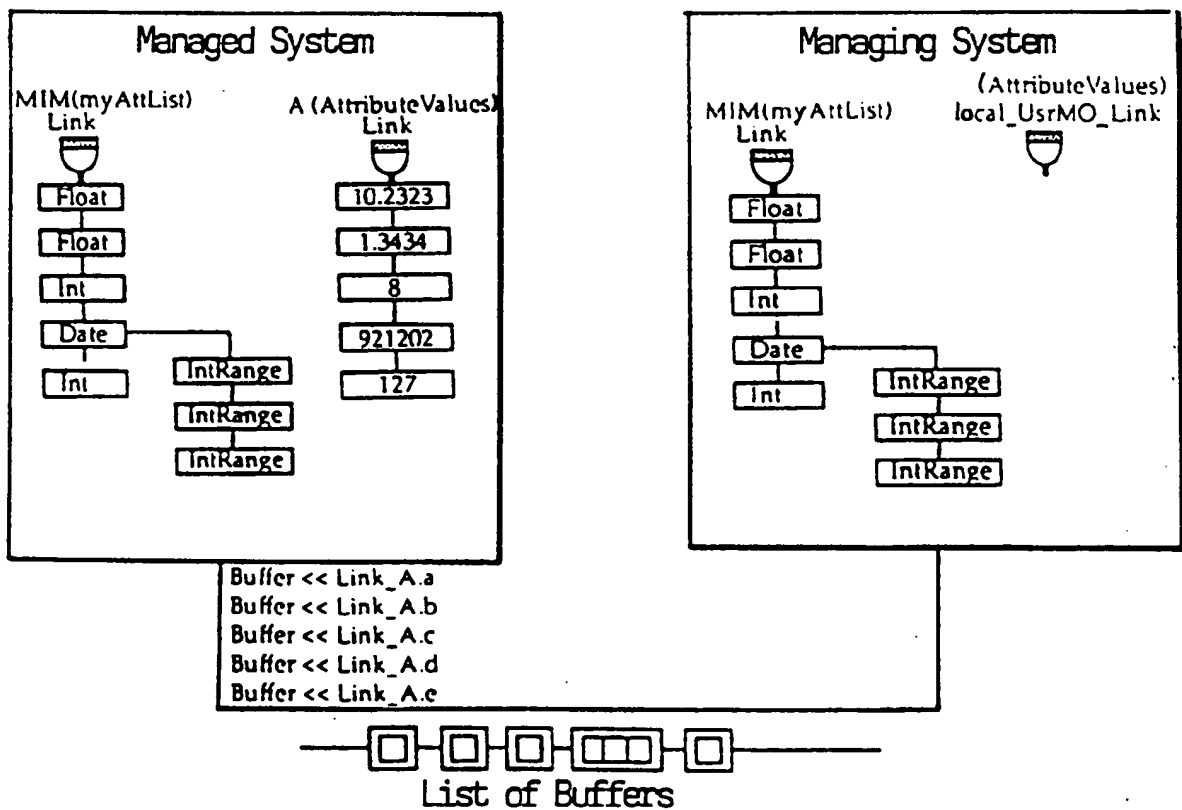 Managed System
MIM(myAttList)
Link
Float
Float
Int
Date
Int
IntRange
IntRange
IntRange
A (AttributeValues)
Link
10.2323
1.3434
8
921202
127
Managing System
MIM(myAttList)
Link
Float
Float
Int
Date
Int
IntRange
IntRange
IntRange
(AttributeValues)
local_UsrMO_Link
Buffer << Link_A.a
Buffer << Link_A.b
Buffer << Link_A.c
Buffer << Link_A.d
Buffer << Link_A.e
List of Buffers